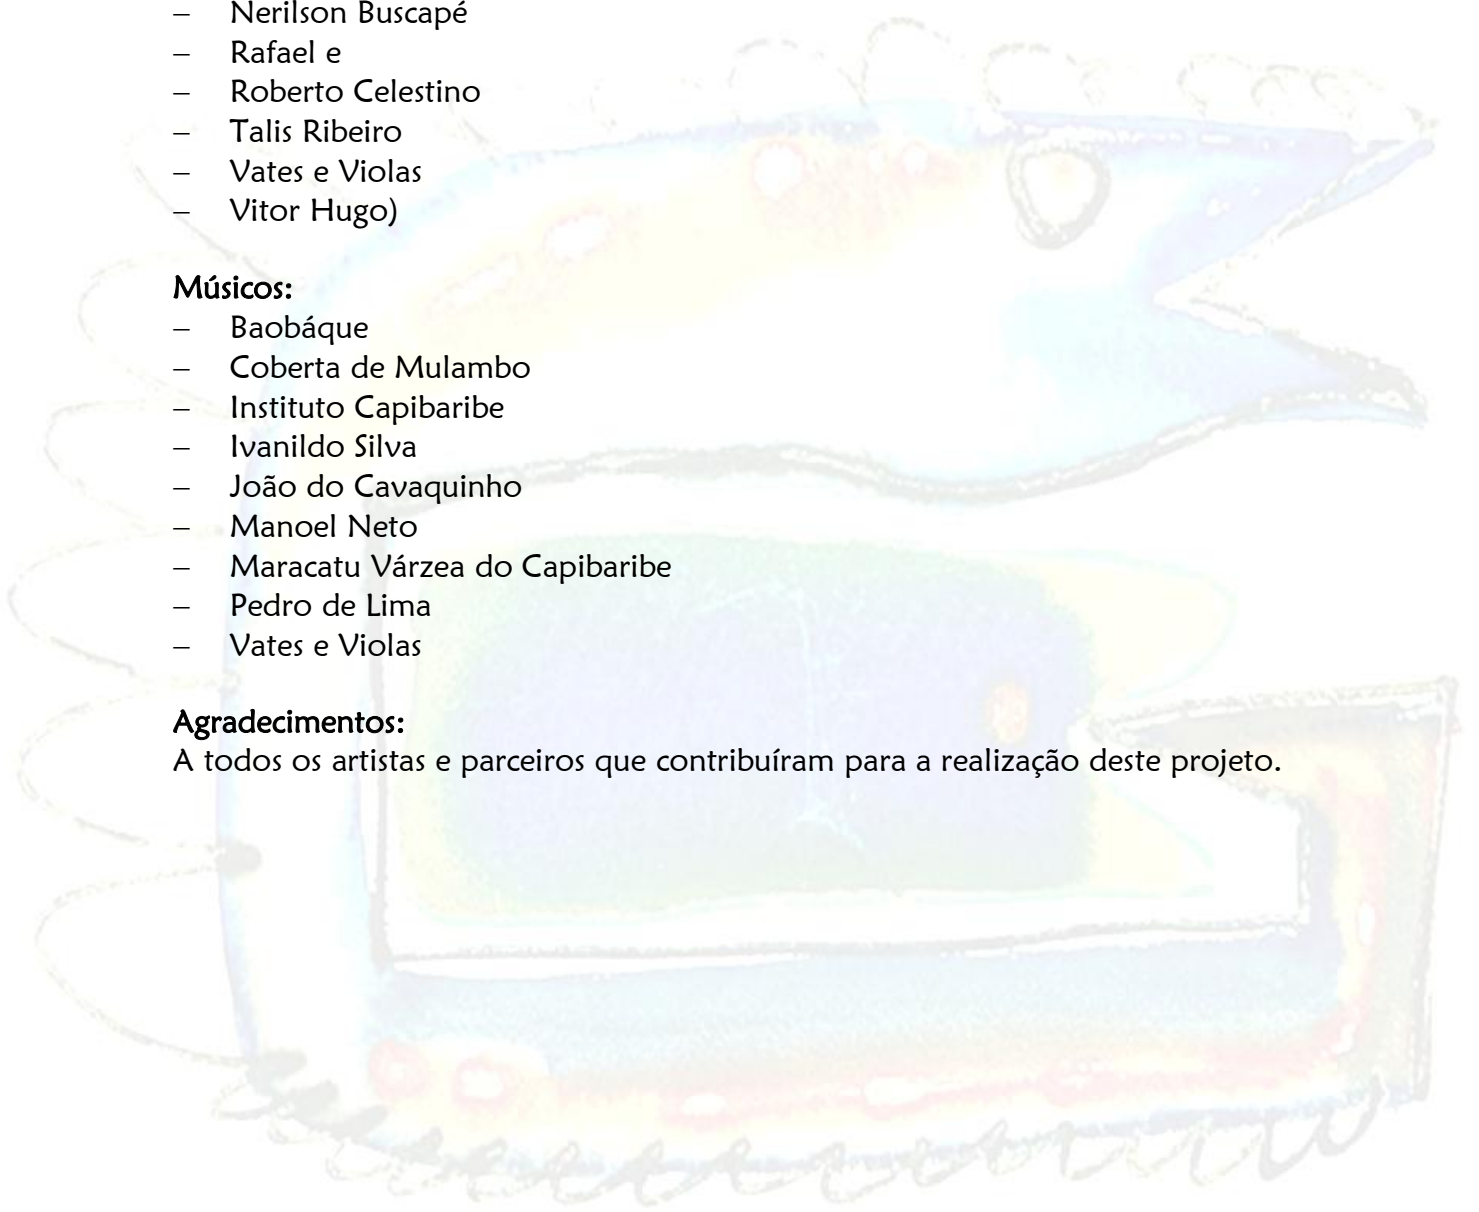 – Nerilson Buscapé
– Rafael e
– Roberto Celestino
– Talis Ribeiro
– Vates e Violas
– Vitor Hugo)
Músicos:
– Baobáque
– Coberta de Mulambo
– Instituto Capibaribe
– Ivanildo Silva
– João do Cavaquinho
– Manoel Neto
– Maracatu Várzea do Capibaribe
– Pedro de Lima
– Vates e Violas
Agradecimentos:
A todos os artistas e parceiros que contribuíram para a realização deste projeto.